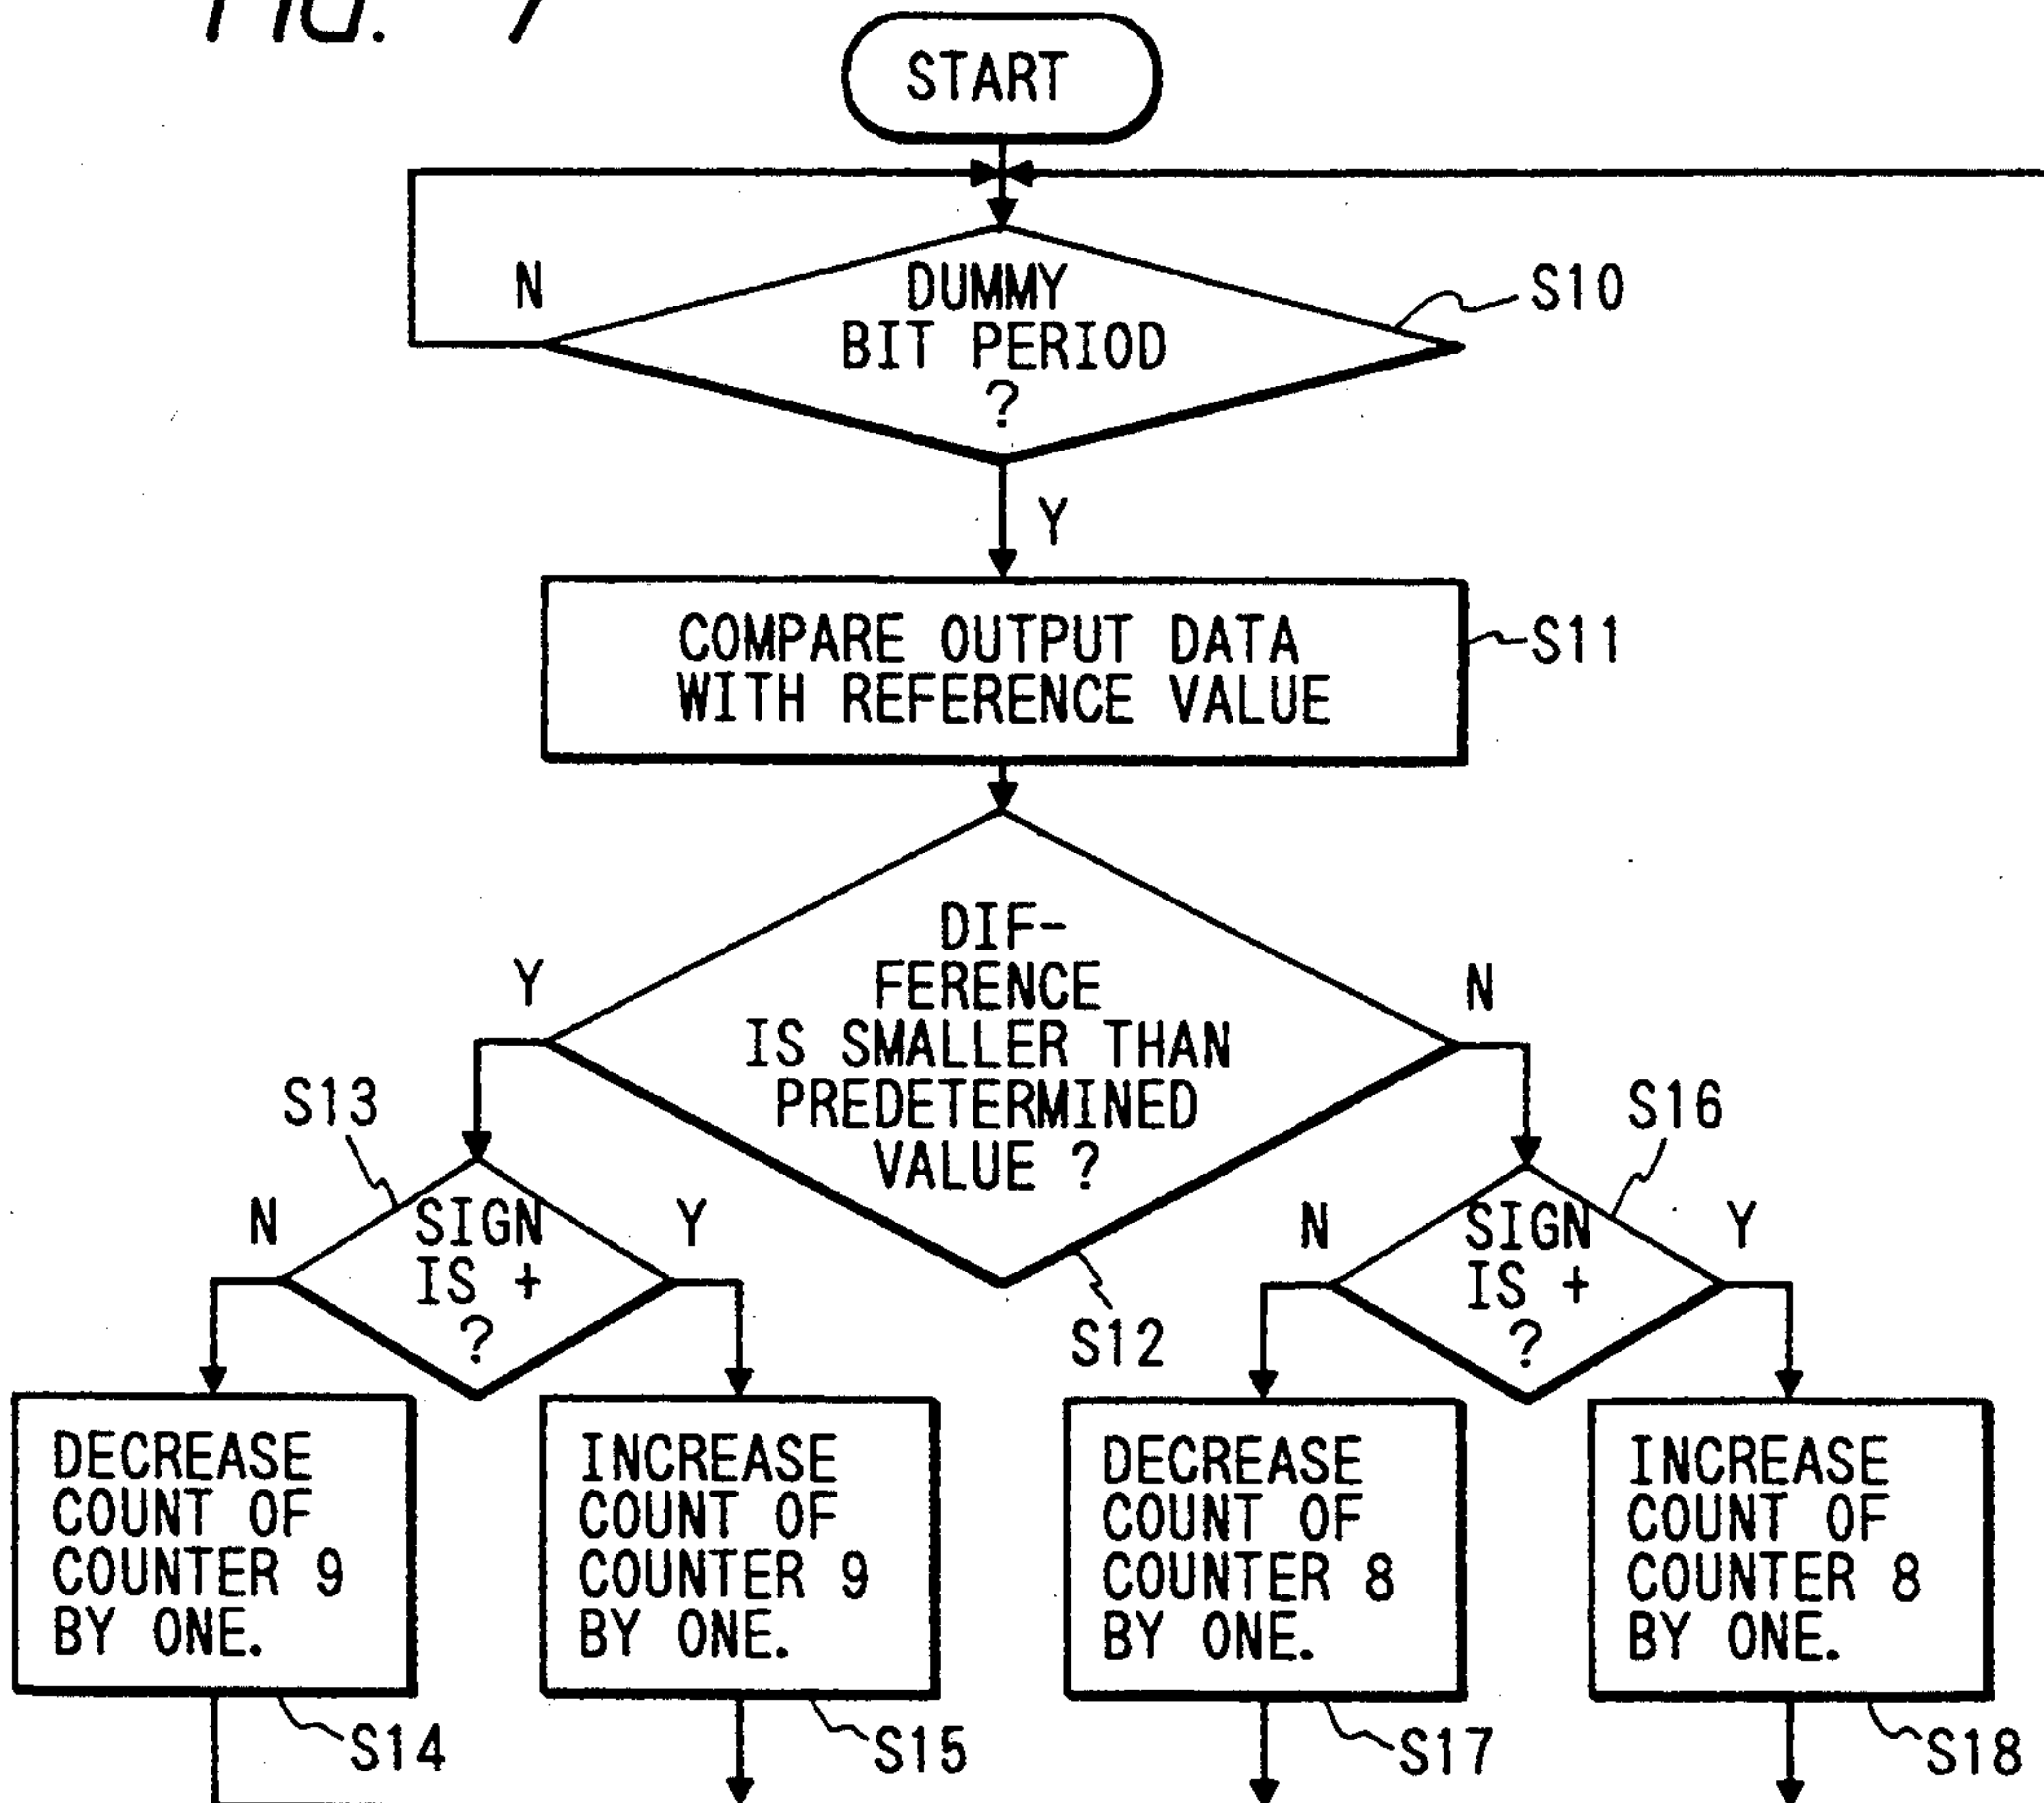 START
N
DUMMY
BIT PERIOD
?
S10
Y
COMPARE OUTPUT DATA
WITH REFERENCE VALUE
S11
Y
DIF-
FERENCE
IS SMALLER THAN
PREDETERMINED
VALUE ?
N
S12
S13
N
SIGN
IS +
?
Y
S16
N
SIGN
IS +
?
Y
DECREASE
COUNT OF
COUNTER 9
BY ONE.
S14
INCREASE
COUNT OF
COUNTER 9
BY ONE.
S15
DECREASE
COUNT OF
COUNTER 8
BY ONE.
S17
INCREASE
COUNT OF
COUNTER 8
BY ONE.
S18